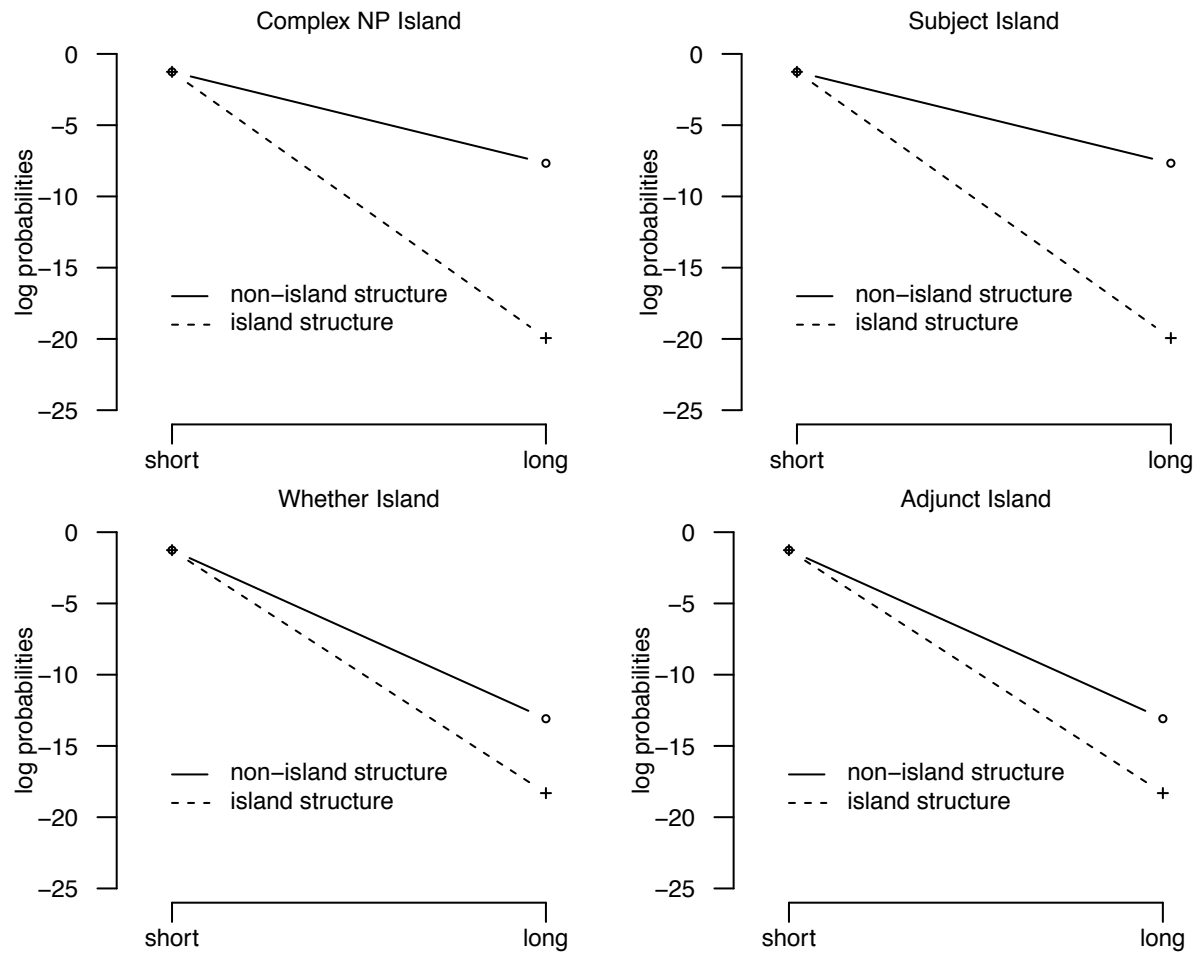 Complex NP Island
log probabilities
0
−5
−10
−15
−20
−25
non−island structure
island structure
short
long
Subject Island
log probabilities
0
−5
−10
−15
−20
−25
non−island structure
island structure
short
long
Whether Island
log probabilities
0
−5
−10
−15
−20
−25
non−island structure
island structure
short
long
Adjunct Island
log probabilities
0
−5
−10
−15
−20
−25
non−island structure
island structure
short
long